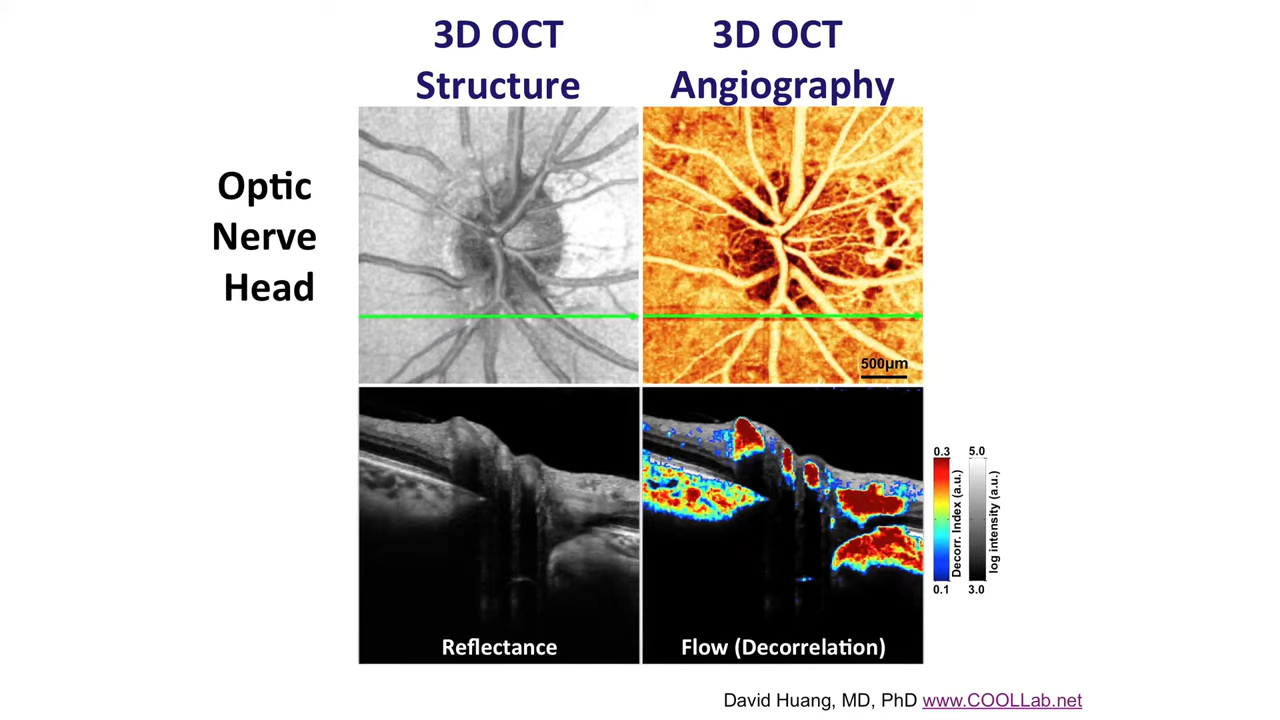 3D OCT
Structure
3D OCT
Angiography
Optic
Nerve
Head
500µm
Reflectance
Flow (Decorrelation)
0.3
Decorr. Index (a.u.)
0.1
5.0
log intensity (a.u.)
3.0
David Huang, MD, PhD www.COOLLab.net